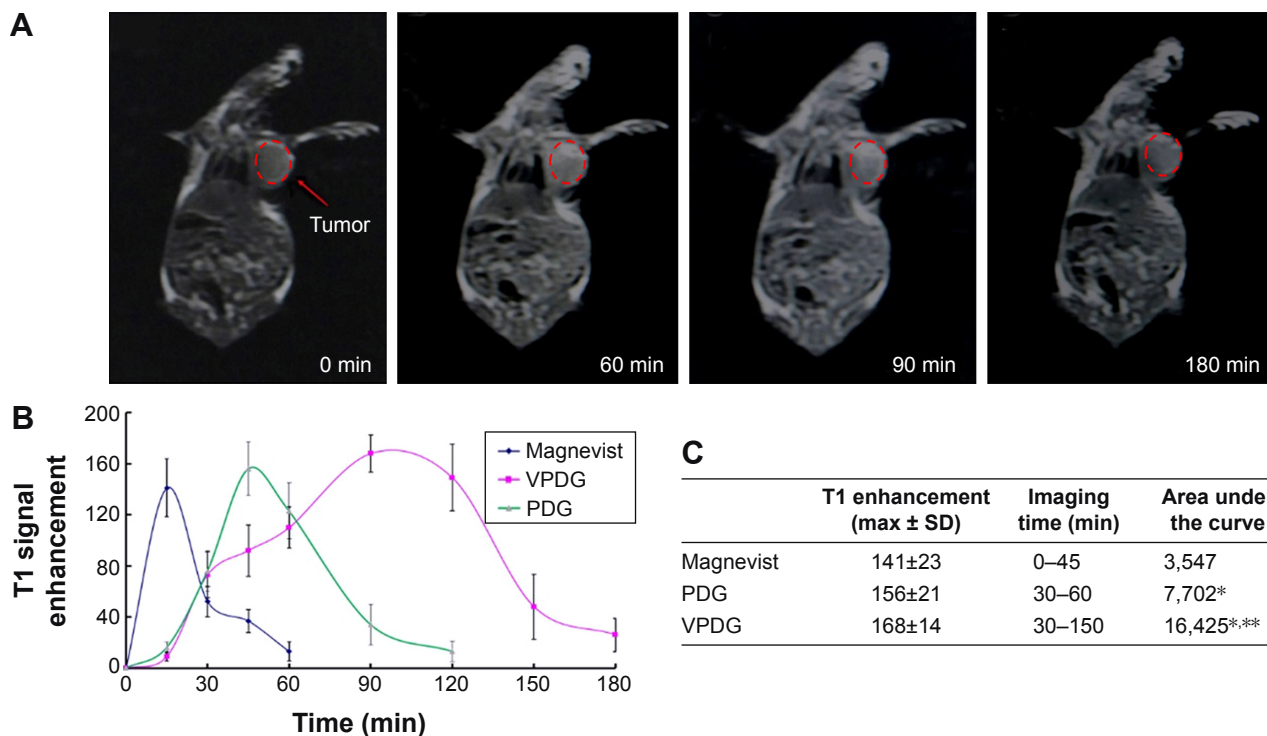 A
Tumor
0 min
60 min
90 min
180 min
B
200
160
120
80
40
0
T1 signal
enhancement
Magnevist
VPDG
PDG
0 30 60 90 120 150 180
Time (min)
C
T1 enhancement Imaging Area under
(max ± SD) time (min) the curve
Magnevist 141±23 0–45 3,547
PDG 156±21 30–60 7,702*
VPDG 168±14 30–150 16,425*,**